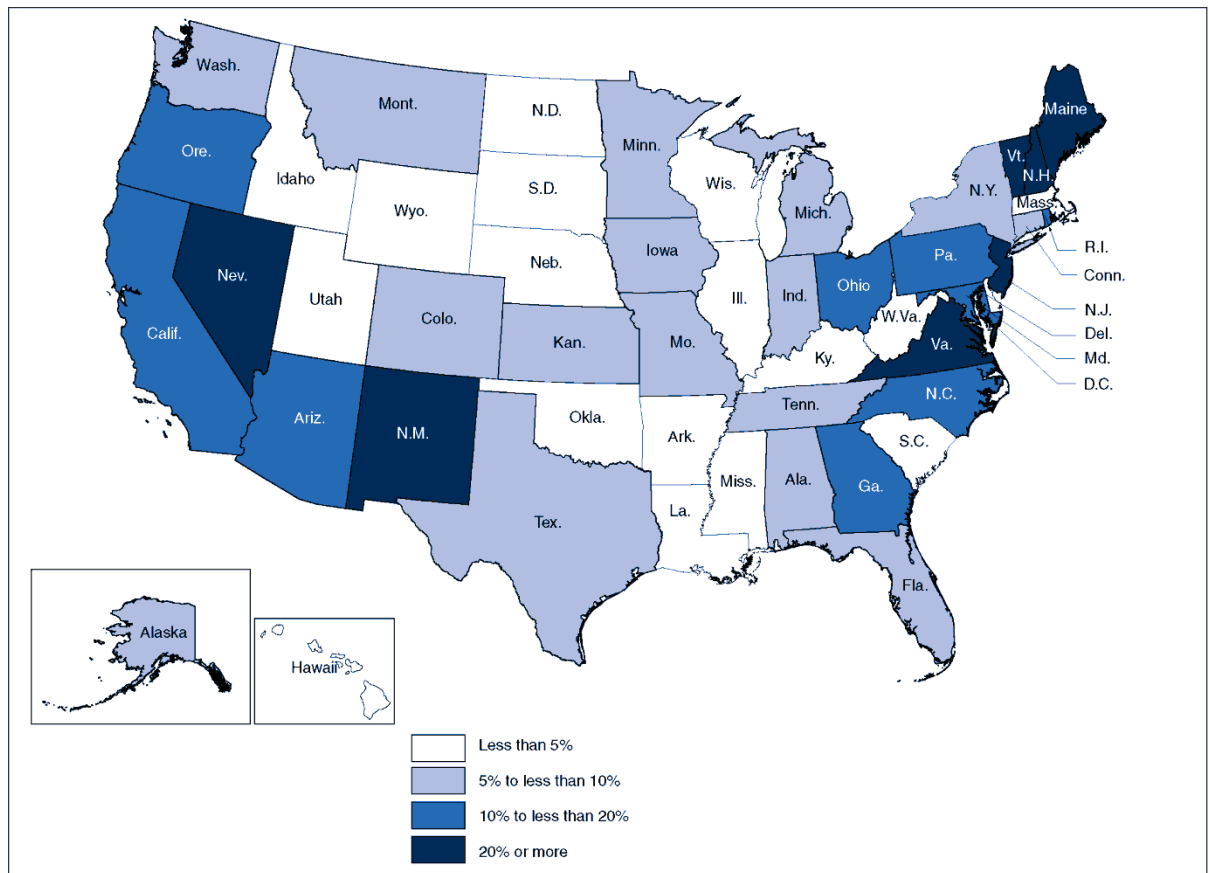 Wash.
Mont.
N.D.
Minn.
Maine
Ore.
Vt.
N.H.
Idaho
S.D.
Wis.
N.Y.
Mass.
Wyo.
Mich.
R.I.
Iowa
Pa.
Conn.
Nev.
Neb.
Ohio
N.J.
Utah
Ill.
Ind.
Del.
Calif.
Colo.
W.Va.
Va.
Kan.
Mo.
Ky.
Md.
D.C.
Ariz.
N.M.
Okla.
Tenn.
N.C.
Ark.
S.C.
Miss.
Ala.
Ga.
Tex.
La.
Fla.
Alaska
Hawaii
Less than 5%
5% to less than 10%
10% to less than 20%
20% or more